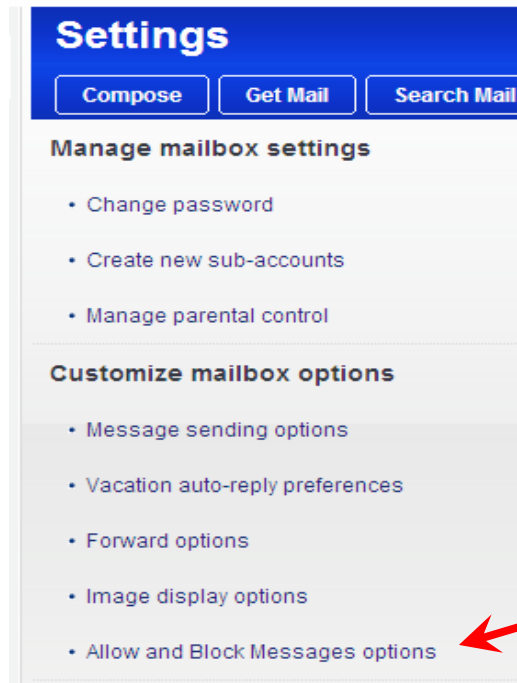 Settings
Compose Get Mail Search Mail
Manage mailbox settings
• Change password
• Create new sub-accounts
• Manage parental control
Customize mailbox options
• Message sending options
• Vacation auto-reply preferences
• Forward options
• Image display options
• Allow and Block Messages options